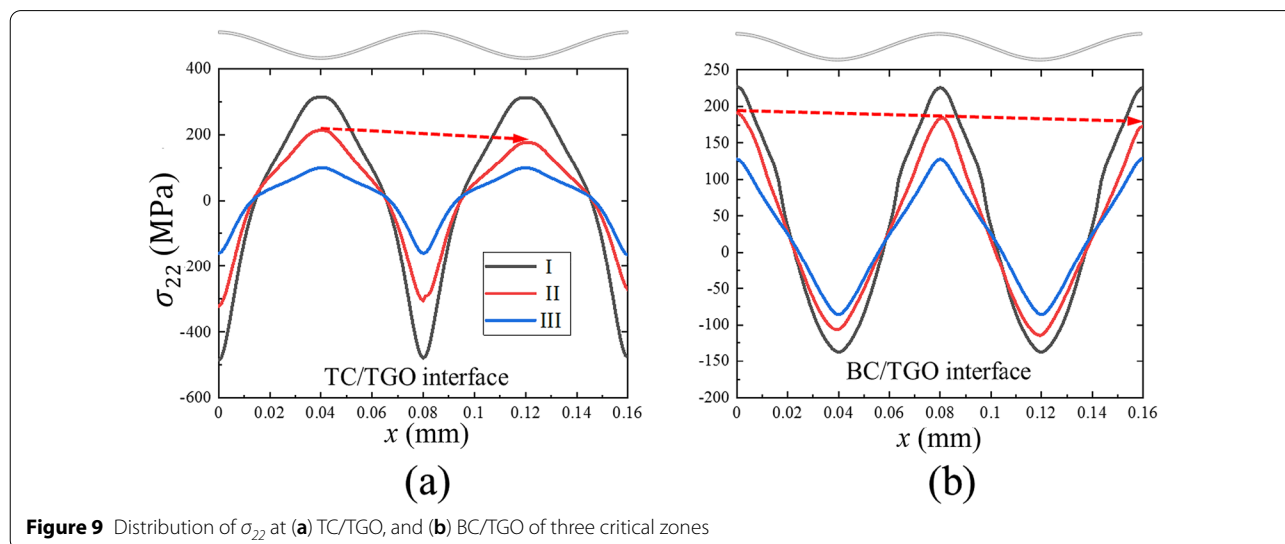 400
200
0
200
-400
-600
σ22 (MPa)
I
II
III
TC/TGO interface
0 0.02 0.04 0.06 0.08 0.10 0.12 0.14 0.16
x (mm)
(a)
250
200
150
100
50
0
-50
-100
-150
-200
BC/TGO interface
0 0.02 0.04 0.06 0.08 0.1 0.12 0.14 0.16
x (mm)
(b)
Figure 9 Distribution of σ22 at (a) TC/TGO, and (b) BC/TGO of three critical zones